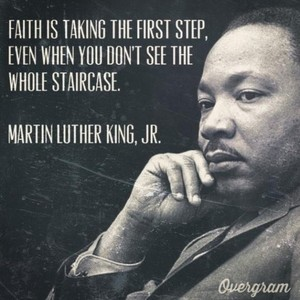 FAITH IS TAKING THE FIRST STEP,
EVEN WHEN YOU DON'T SEE THE
WHOLE STAIRCASE.
MARTIN LUTHER KING, JR.
Overgram